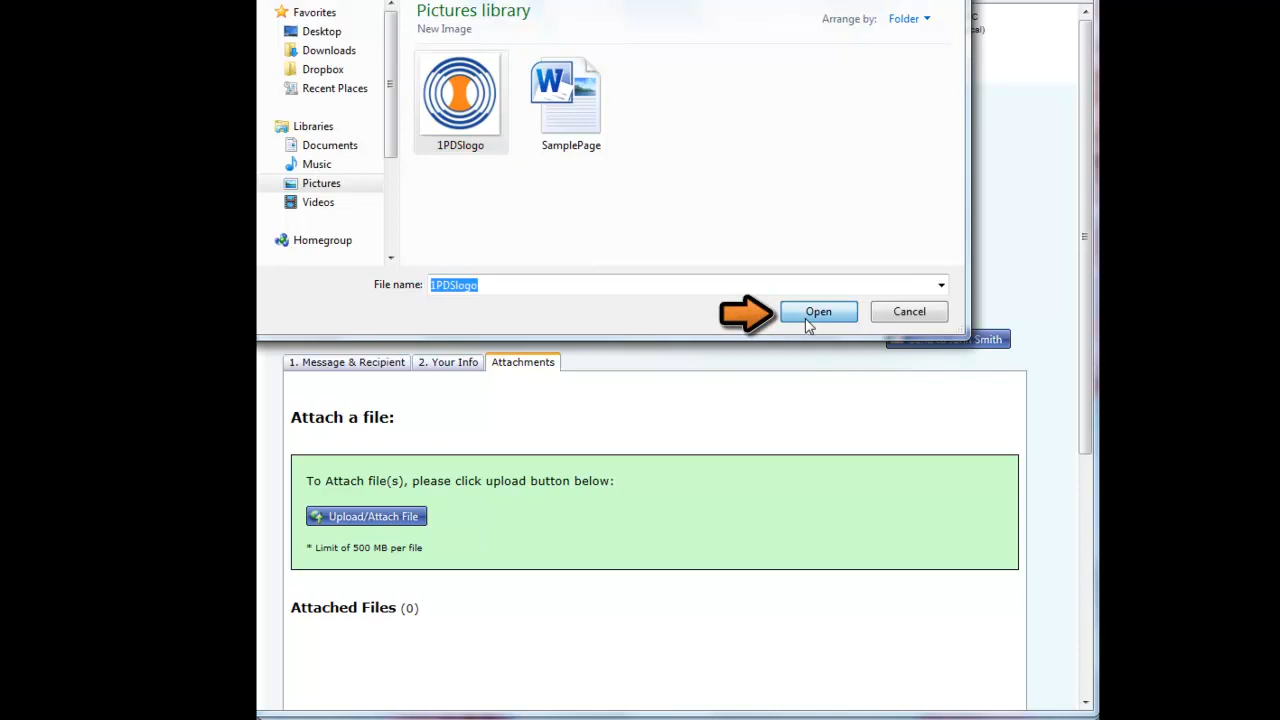 Favorites
Desktop
Downloads
Dropbox
Recent Places
Libraries
Documents
Music
Pictures
Videos
Homegroup
Pictures library
New Image
Arrange by: Folder
1PDSlogo
SamplePage
File name: 1PDSlogo
Open
Cancel
Smith
1. Message & Recipient
2. Your Info
Attachments
Attach a file:
To Attach file(s), please click upload button below:
Upload/Attach File
* Limit of 500 MB per file
Attached Files (0)